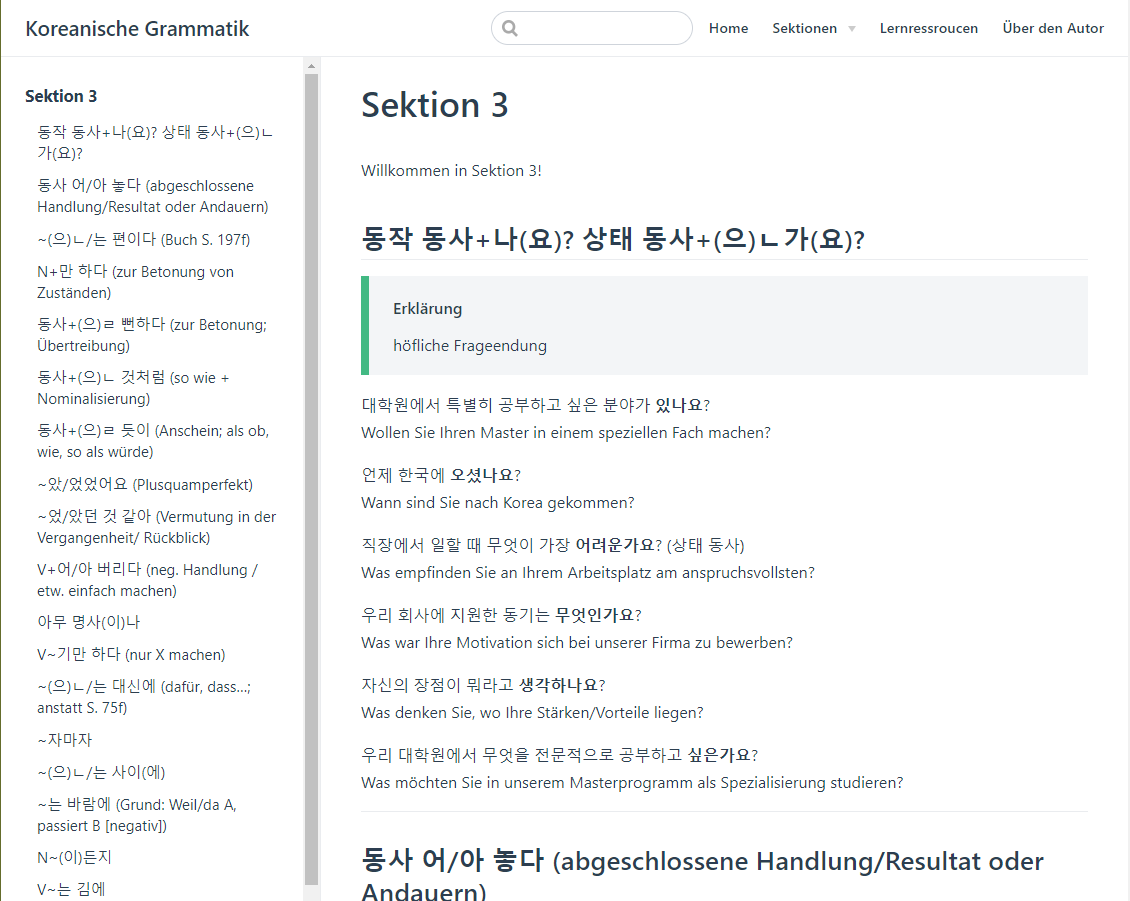 Koreanische Grammatik
Home Sektionen Lernressroucen Über den Autor
Sektion 3
동작 동사+나(요)? 상태 동사+(으)ㄴ
가(요)?
동사 어/아 놓다 (abgeschlossene
Handlung/Resultat oder Andauern)
~(으)ㄴ/는 편이다 (Buch S. 197f)
N+만 하다 (zur Betonung von
Zuständen)
동사+(으)ㄹ 뻔하다 (zur Betonung;
Übertreibung)
동사+(으)ㄴ 것처럼 (so wie +
Nominalisierung)
동사+(으)ㄹ 듯이 (Anschein; als ob,
wie, so als würde)
~았/었었어요 (Plusquamperfekt)
~었/았던 것 같아 (Vermutung in der
Vergangenheit/ Rückblick)
V+어/아 버리다 (neg. Handlung /
etw. einfach machen)
아무 명사(이)나
V~기만 하다 (nur X machen)
~(으)ㄴ/는 대신에 (dafür, dass...;
anstatt S. 75f)
~자마자
~(으)ㄴ/는 사이(에)
~는 바람에 (Grund: Weil/da A,
passiert B [negativ])
N~(이)든지
V~는 김에
Sektion 3
Willkommen in Sektion 3!
동작 동사+나(요)? 상태 동사+(으)ㄴ가(요)?
Erklärung
höfliche Frageendung
대학원에서 특별히 공부하고 싶은 분야가 있나요?
Wollen Sie Ihren Master in einem speziellen Fach machen?
언제 한국에 오셨나요?
Wann sind Sie nach Korea gekommen?
직장에서 일할 때 무엇이 가장 어려운가요? (상태 동사)
Was empfinden Sie an Ihrem Arbeitsplatz am anspruchsvollsten?
우리 회사에 지원한 동기는 무엇인가요?
Was war Ihre Motivation sich bei unserer Firma zu bewerben?
자신의 장점이 뭐라고 생각하나요?
Was denken Sie, wo Ihre Stärken/Vorteile liegen?
우리 대학원에서 무엇을 전문적으로 공부하고 싶은가요?
Was möchten Sie in unserem Masterprogramm als Spezialisierung studieren?
동사 어/아 놓다 (abgeschlossene Handlung/Resultat oder
Andauern)